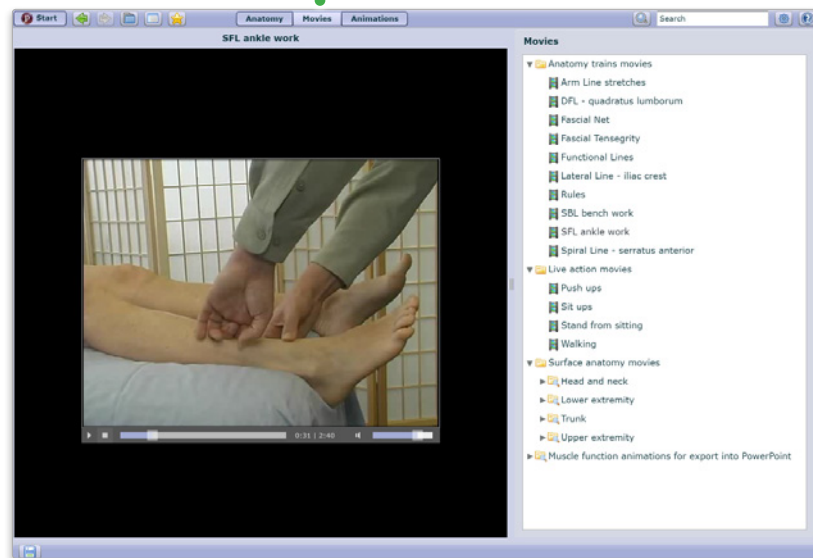 Start
Anatomy
Movies
Animations
Search
SFL ankle work
Movies
Anatomy trains movies
Arm Line stretches
DFL - quadratus lumborum
Fascial Net
Fascial Tensegrity
Functional Lines
Lateral Line - iliac crest
Rules
SBL bench work
SFL ankle work
Spiral Line - serratus anterior
Live action movies
Push ups
Sit ups
Stand from sitting
Walking
Surface anatomy movies
Head and neck
Lower extremity
Trunk
Upper extremity
Muscle function animations for export into PowerPoint
0:31 | 2:40